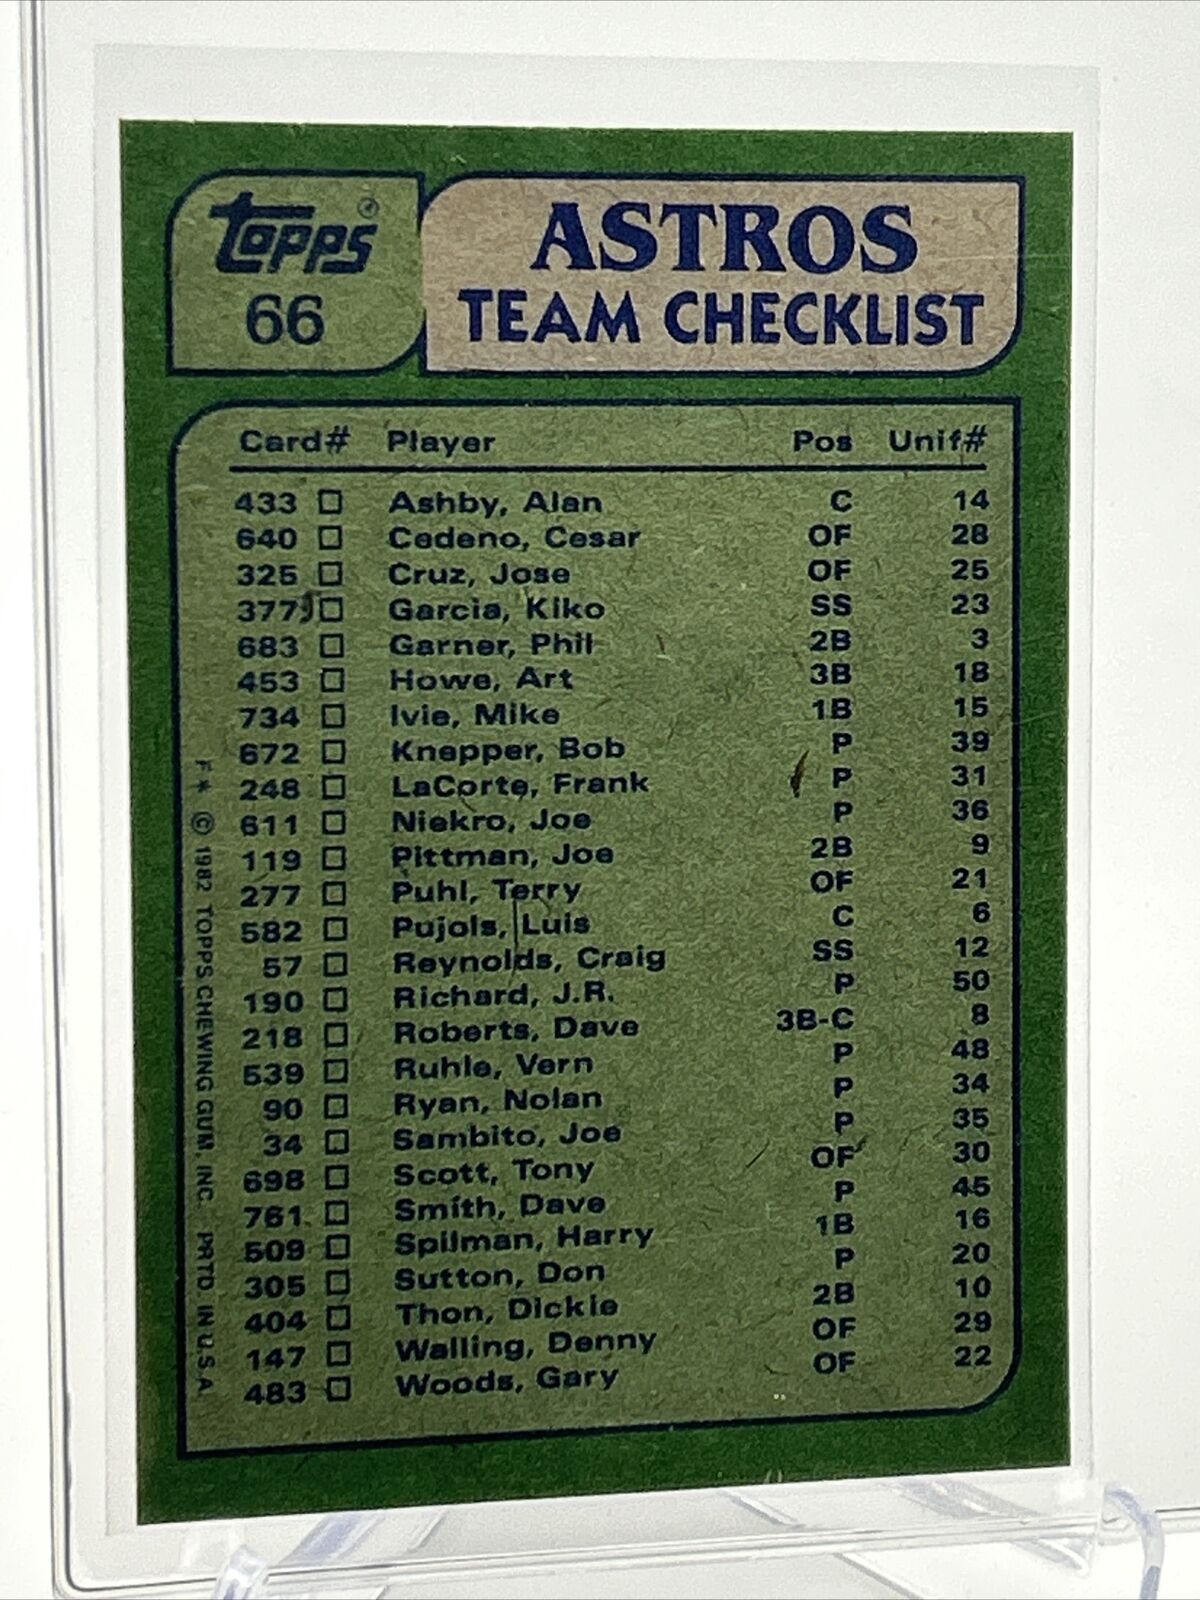 Topps®
66
ASTROS
TEAM CHECKLIST
Card# Player Pos Unif#
433 Ashby, Alan C 14
640 Cedeno, Cesar OF 28
325 Cruz, Jose OF 25
377 Garcia, Kiko SS 23
683 Garner, Phil 2B 3
453 Howe, Art 3B 18
734 Ivie, Mike 1B 15
672 Knepper, Bob P 39
248 LaCorte, Frank P 31
611 Niekro, Joe P 36
119 Pittman, Joe 2B 9
277 Puhl, Terry OF 21
582 Pujols, Luis C 6
57 Reynolds, Craig SS 12
190 Richard, J.R. P 50
218 Roberts, Dave 3B-C 8
539 Ruhle, Vern P 48
90 Ryan, Nolan P 34
34 Sambito, Joe P 35
698 Scott, Tony OF 30
761 Smith, Dave P 45
509 Spilman, Harry 1B 16
305 Sutton, Don P 20
404 Thon, Dickie 2B 10
147 Walling, Denny OF 29
483 Woods, Gary OF 22
F* © 1982 TOPPS CHEWING GUM, INC. PRTD. IN U.S.A.